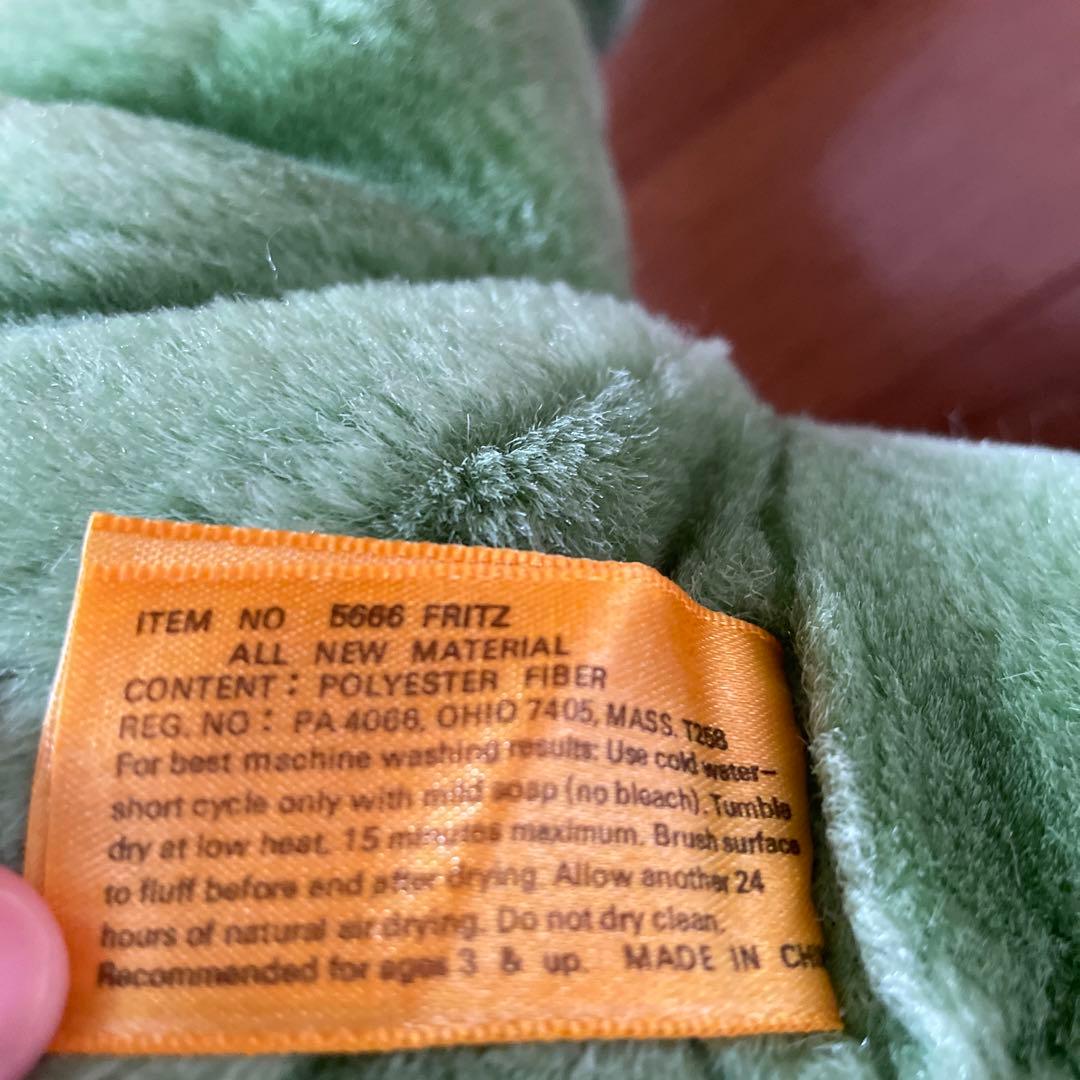 ITEM NO 5666 FRITZ
ALL NEW MATERIAL
CONTENT: POLYESTER FIBER
REG. NO: PA 4066, OHIO 7405, MASS. T258
For best machine washing results: Use cold water-
short cycle only with mild soap (no bleach). Tumble
dry at low heat. 15 minutes maximum. Brush surface
to fluff before and after drying. Allow another 24
hours of natural air drying. Do not dry clean.
Recommended for ages 3 & up. MADE IN